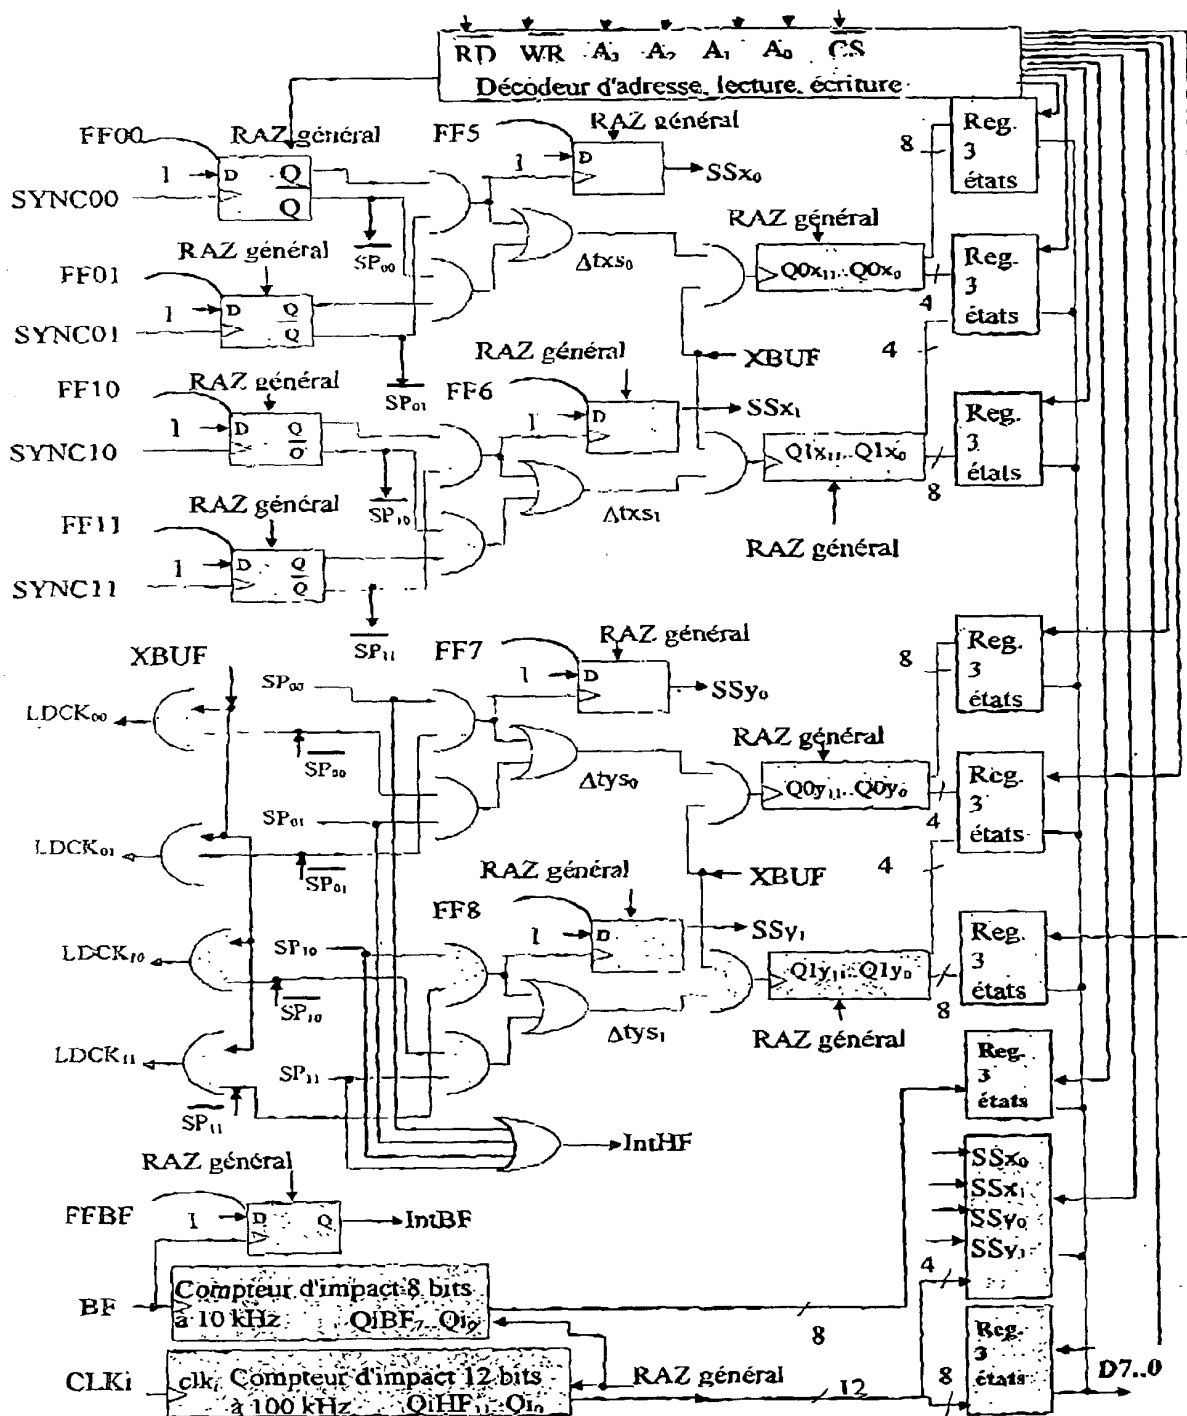 RD WR A3 A2 A1 A0 CS
Décodeur d'adresse, lecture, écriture
FF00
RAZ général
1
D
Q
Q
SYNC00
SP00
FF5
RAZ général
1
D
SSx0
8
Reg.
3
états
FF01
RAZ général
1
D
Q
Q
SYNC01
SP01
Δtxs0
RAZ général
Q0x11..Q0x0
4
Reg.
3
états
XBUF
4
FF10
RAZ général
1
D
Q
Q
SYNC10
SP10
FF6
RAZ général
1
D
SSx1
Δtxs1
Q1x11..Q1x0
8
RAZ général
Reg.
3
états
FF11
RAZ général
1
D
Q
Q
SYNC11
SP11
XBUF
LDCK00
SP00
SP00
FF7
RAZ général
1
D
SSy0
8
Reg.
3
états
LDCK01
SP01
SP01
Δtys0
RAZ général
Q0y11..Q0y0
4
Reg.
3
états
XBUF
4
LDCK10
SP10
SP10
FF8
RAZ général
1
D
SSy1
Q1y11..Q1y0
8
RAZ général
Reg.
3
états
LDCK11
SP11
SP11
Δtys1
IntHF
Reg.
3
états
RAZ général
FFBF
1
D
Q
IntBF
SSx0
SSx1
SSy0
SSy1
4
BF
Compteur d'impact 8 bits
à 10 kHz QiBF7..Qi0
8
CLKi
clki Compteur d'impact 12 bits
à 100 kHz QiHF11..Qi0
RAZ général
12
8
Reg.
3
états
D7..0